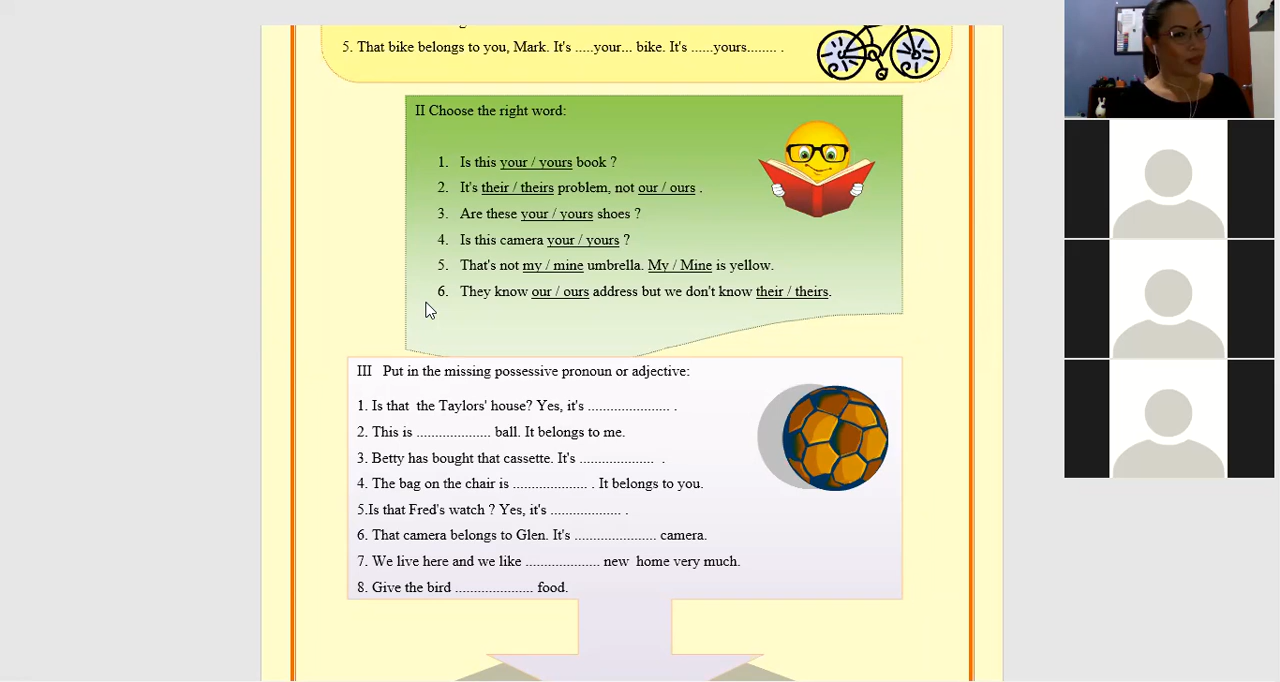 5. That bike belongs to you, Mark. It's .....your... bike. It's ......yours........ .
II Choose the right word:
1. Is this your / yours book ?
2. It's their / theirs problem, not our / ours .
3. Are these your / yours shoes ?
4. Is this camera your / yours ?
5. That's not my / mine umbrella. My / Mine is yellow.
6. They know our / ours address but we don't know their / theirs.
III Put in the missing possessive pronoun or adjective:
1. Is that the Taylors' house? Yes, it's ...................... .
2. This is .................... ball. It belongs to me.
3. Betty has bought that cassette. It's .................... .
4. The bag on the chair is .................... . It belongs to you.
5.Is that Fred's watch ? Yes, it's ................... .
6. That camera belongs to Glen. It's ...................... camera.
7. We live here and we like .................... new home very much.
8. Give the bird ..................... food.